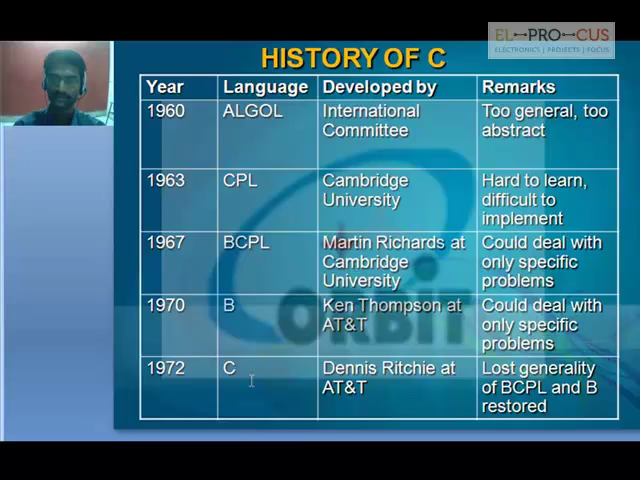 EL PRO CUS
ELECTRONICS | PROJECTS | FOCUS
HISTORY OF C
Year Language Developed by Remarks
1960 ALGOL International Too general, too
Committee abstract
1963 CPL Cambridge Hard to learn,
University difficult to
implement
1967 BCPL Martin Richards at Could deal with
Cambridge only specific
University problems
1970 B Ken Thompson at Could deal with
AT&T only specific
problems
1972 C Dennis Ritchie at Lost generality
AT&T of BCPL and B
restored
ORBIT